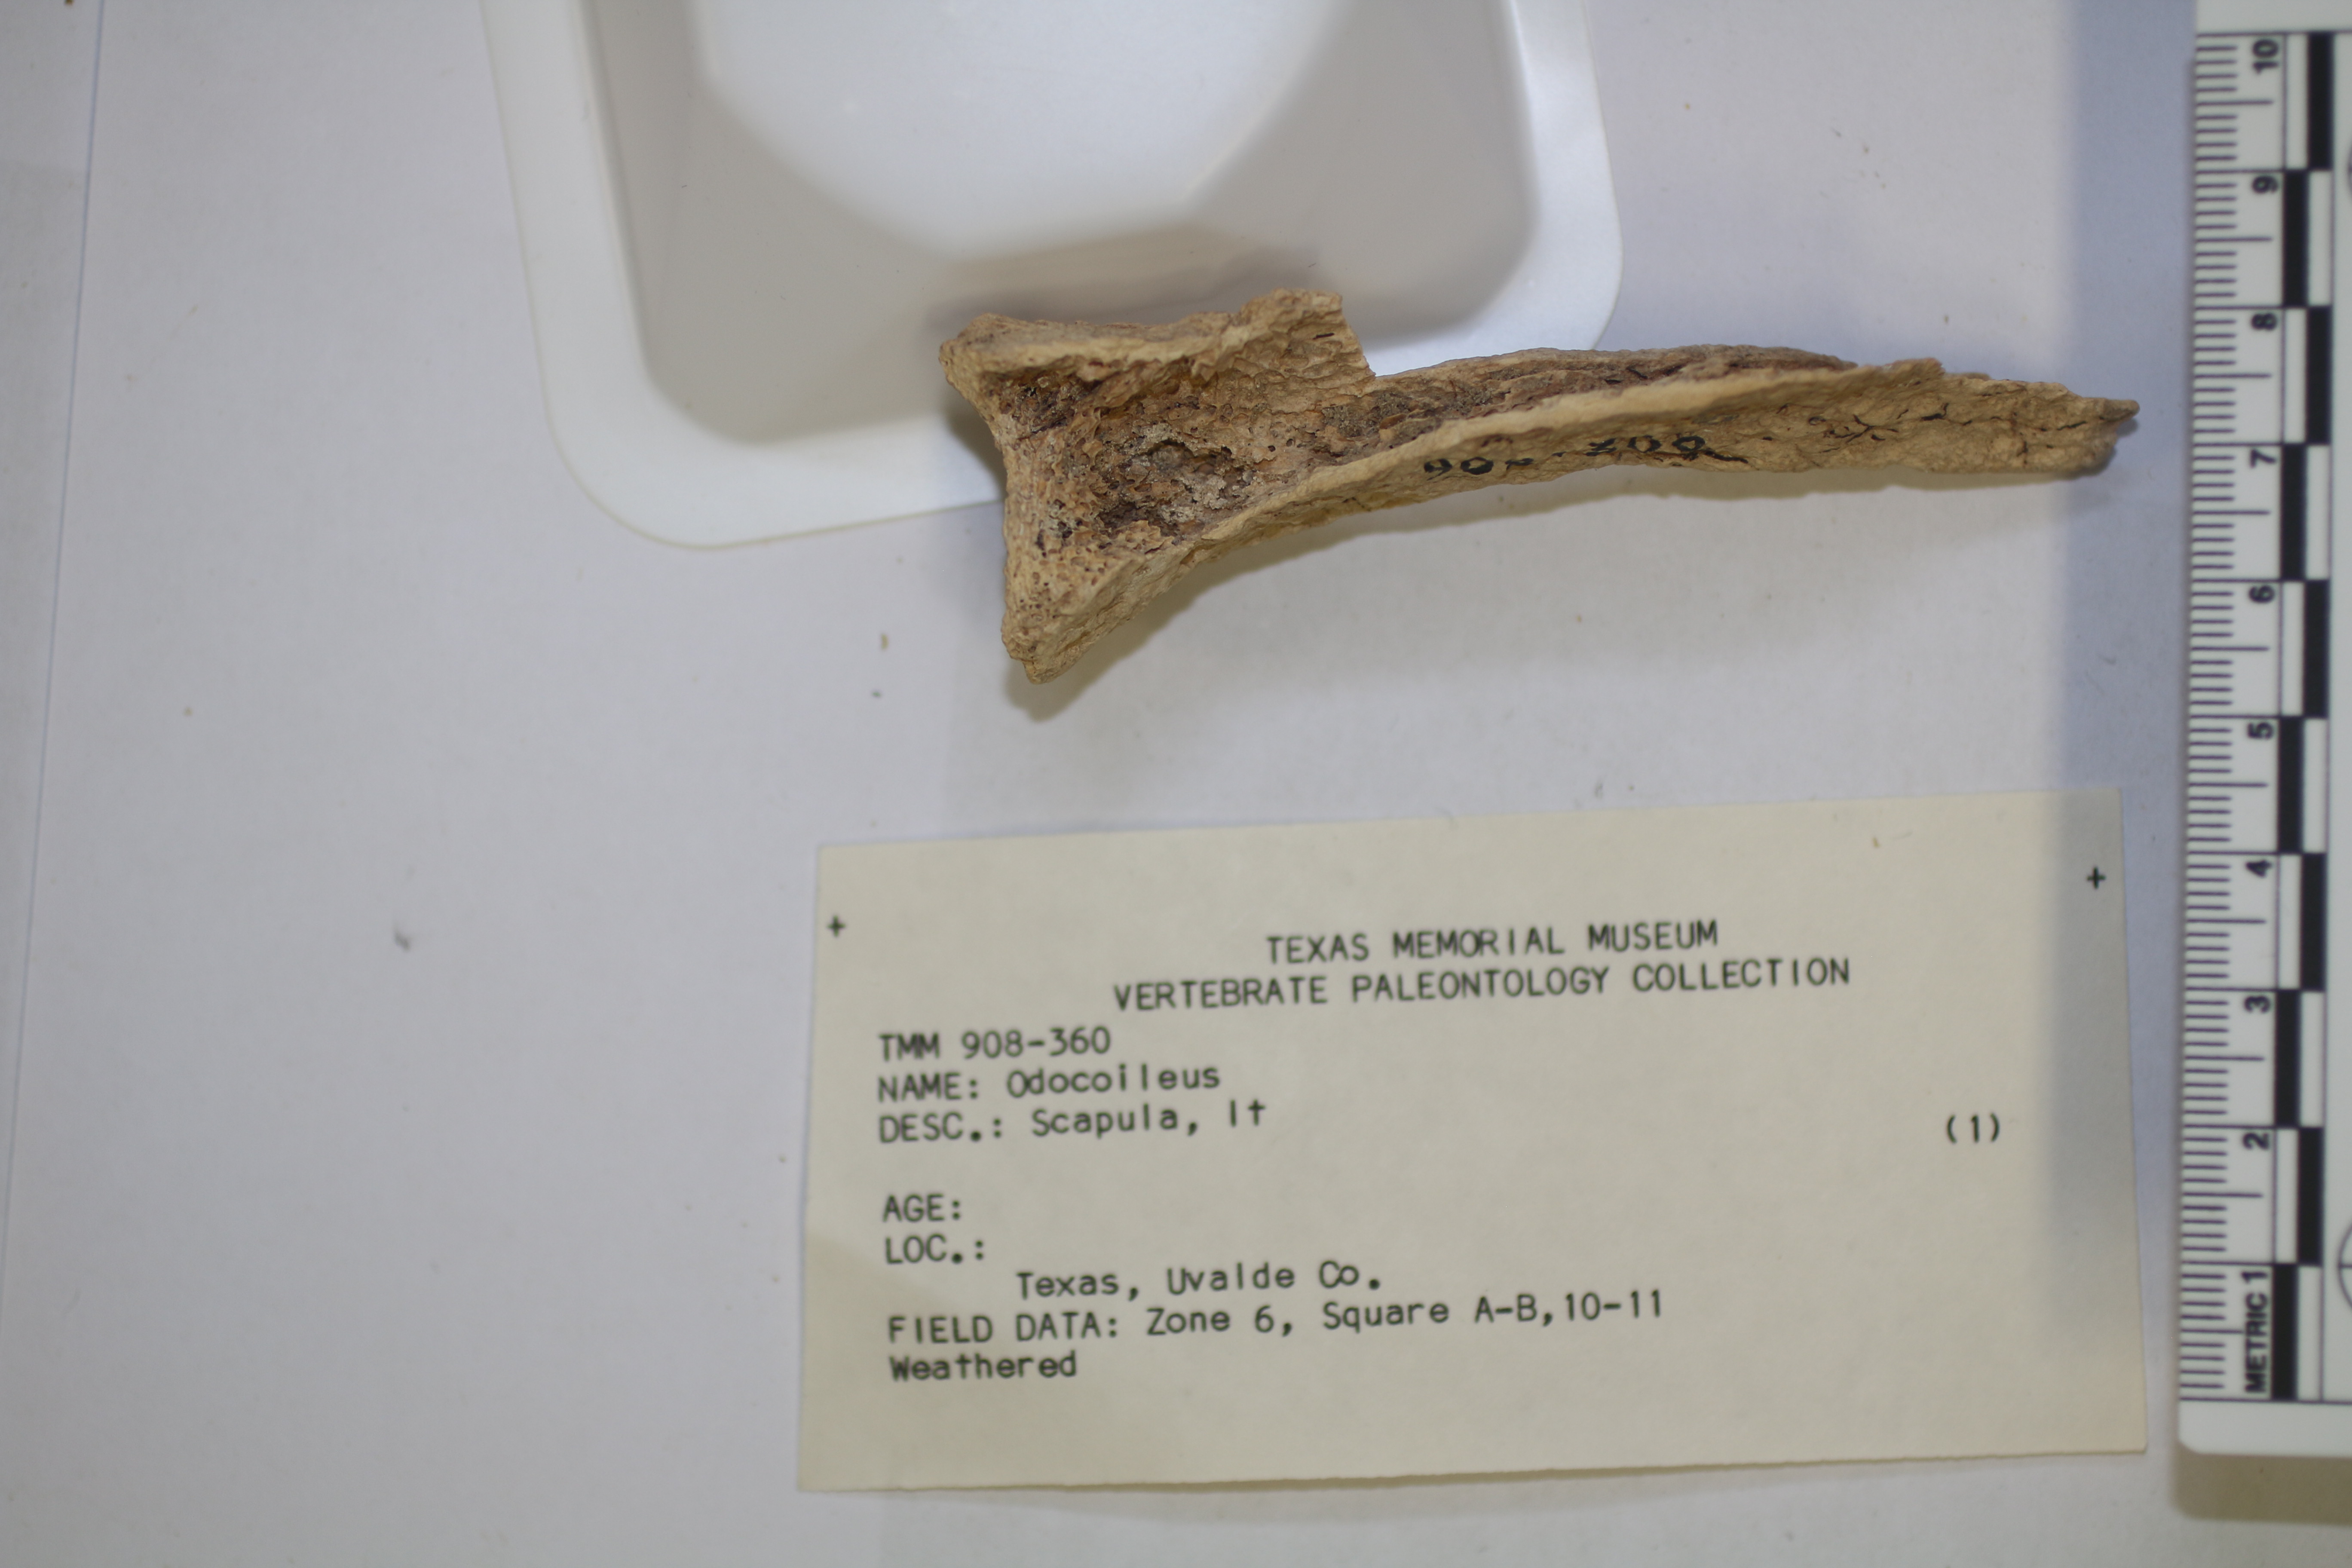 TEXAS MEMORIAL MUSEUM
VERTEBRATE PALEONTOLOGY COLLECTION
TMM 908-360
NAME: Odocoileus
DESC.: Scapula, lt (1)
AGE:
LOC.:
Texas, Uvalde Co.
FIELD DATA: Zone 6, Square A-B,10-11
Weathered
METRIC 1 2 3 4 5 6 7 8 9 10